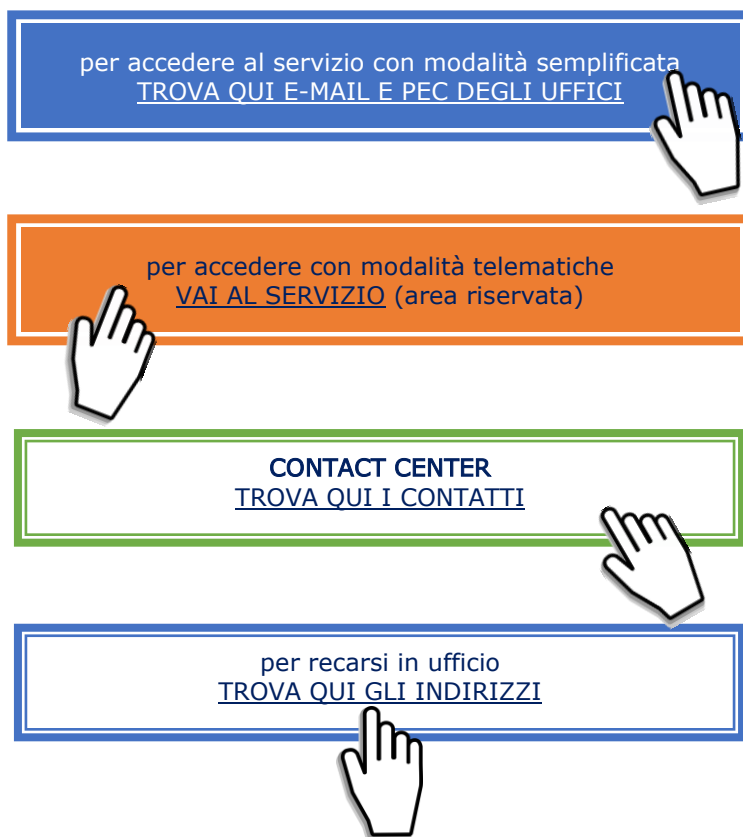 per accedere al servizio con modalità semplificata
TROVA QUI E-MAIL E PEC DEGLI UFFICI
per accedere con modalità telematiche
VAI AL SERVIZIO (area riservata)
CONTACT CENTER
TROVA QUI I CONTATTI
per recarsi in ufficio
TROVA QUI GLI INDIRIZZI